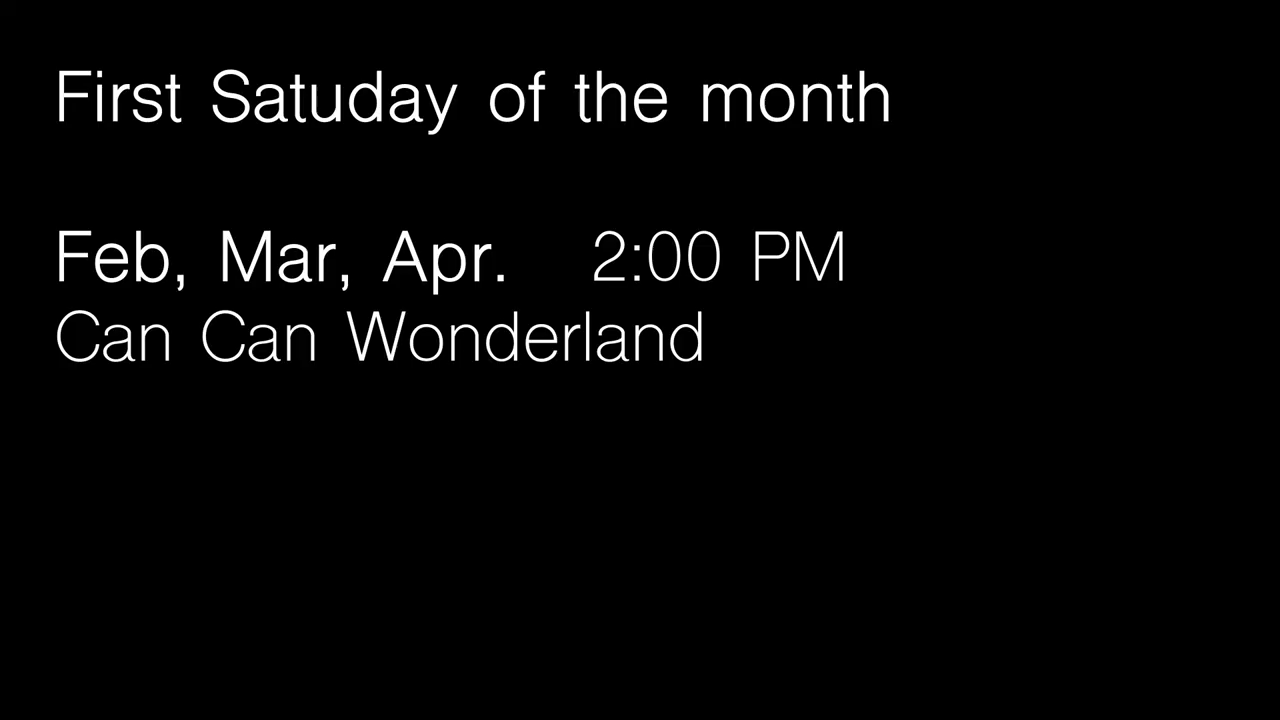 First Satuday of the month
Feb, Mar, Apr. 2:00 PM
Can Can Wonderland